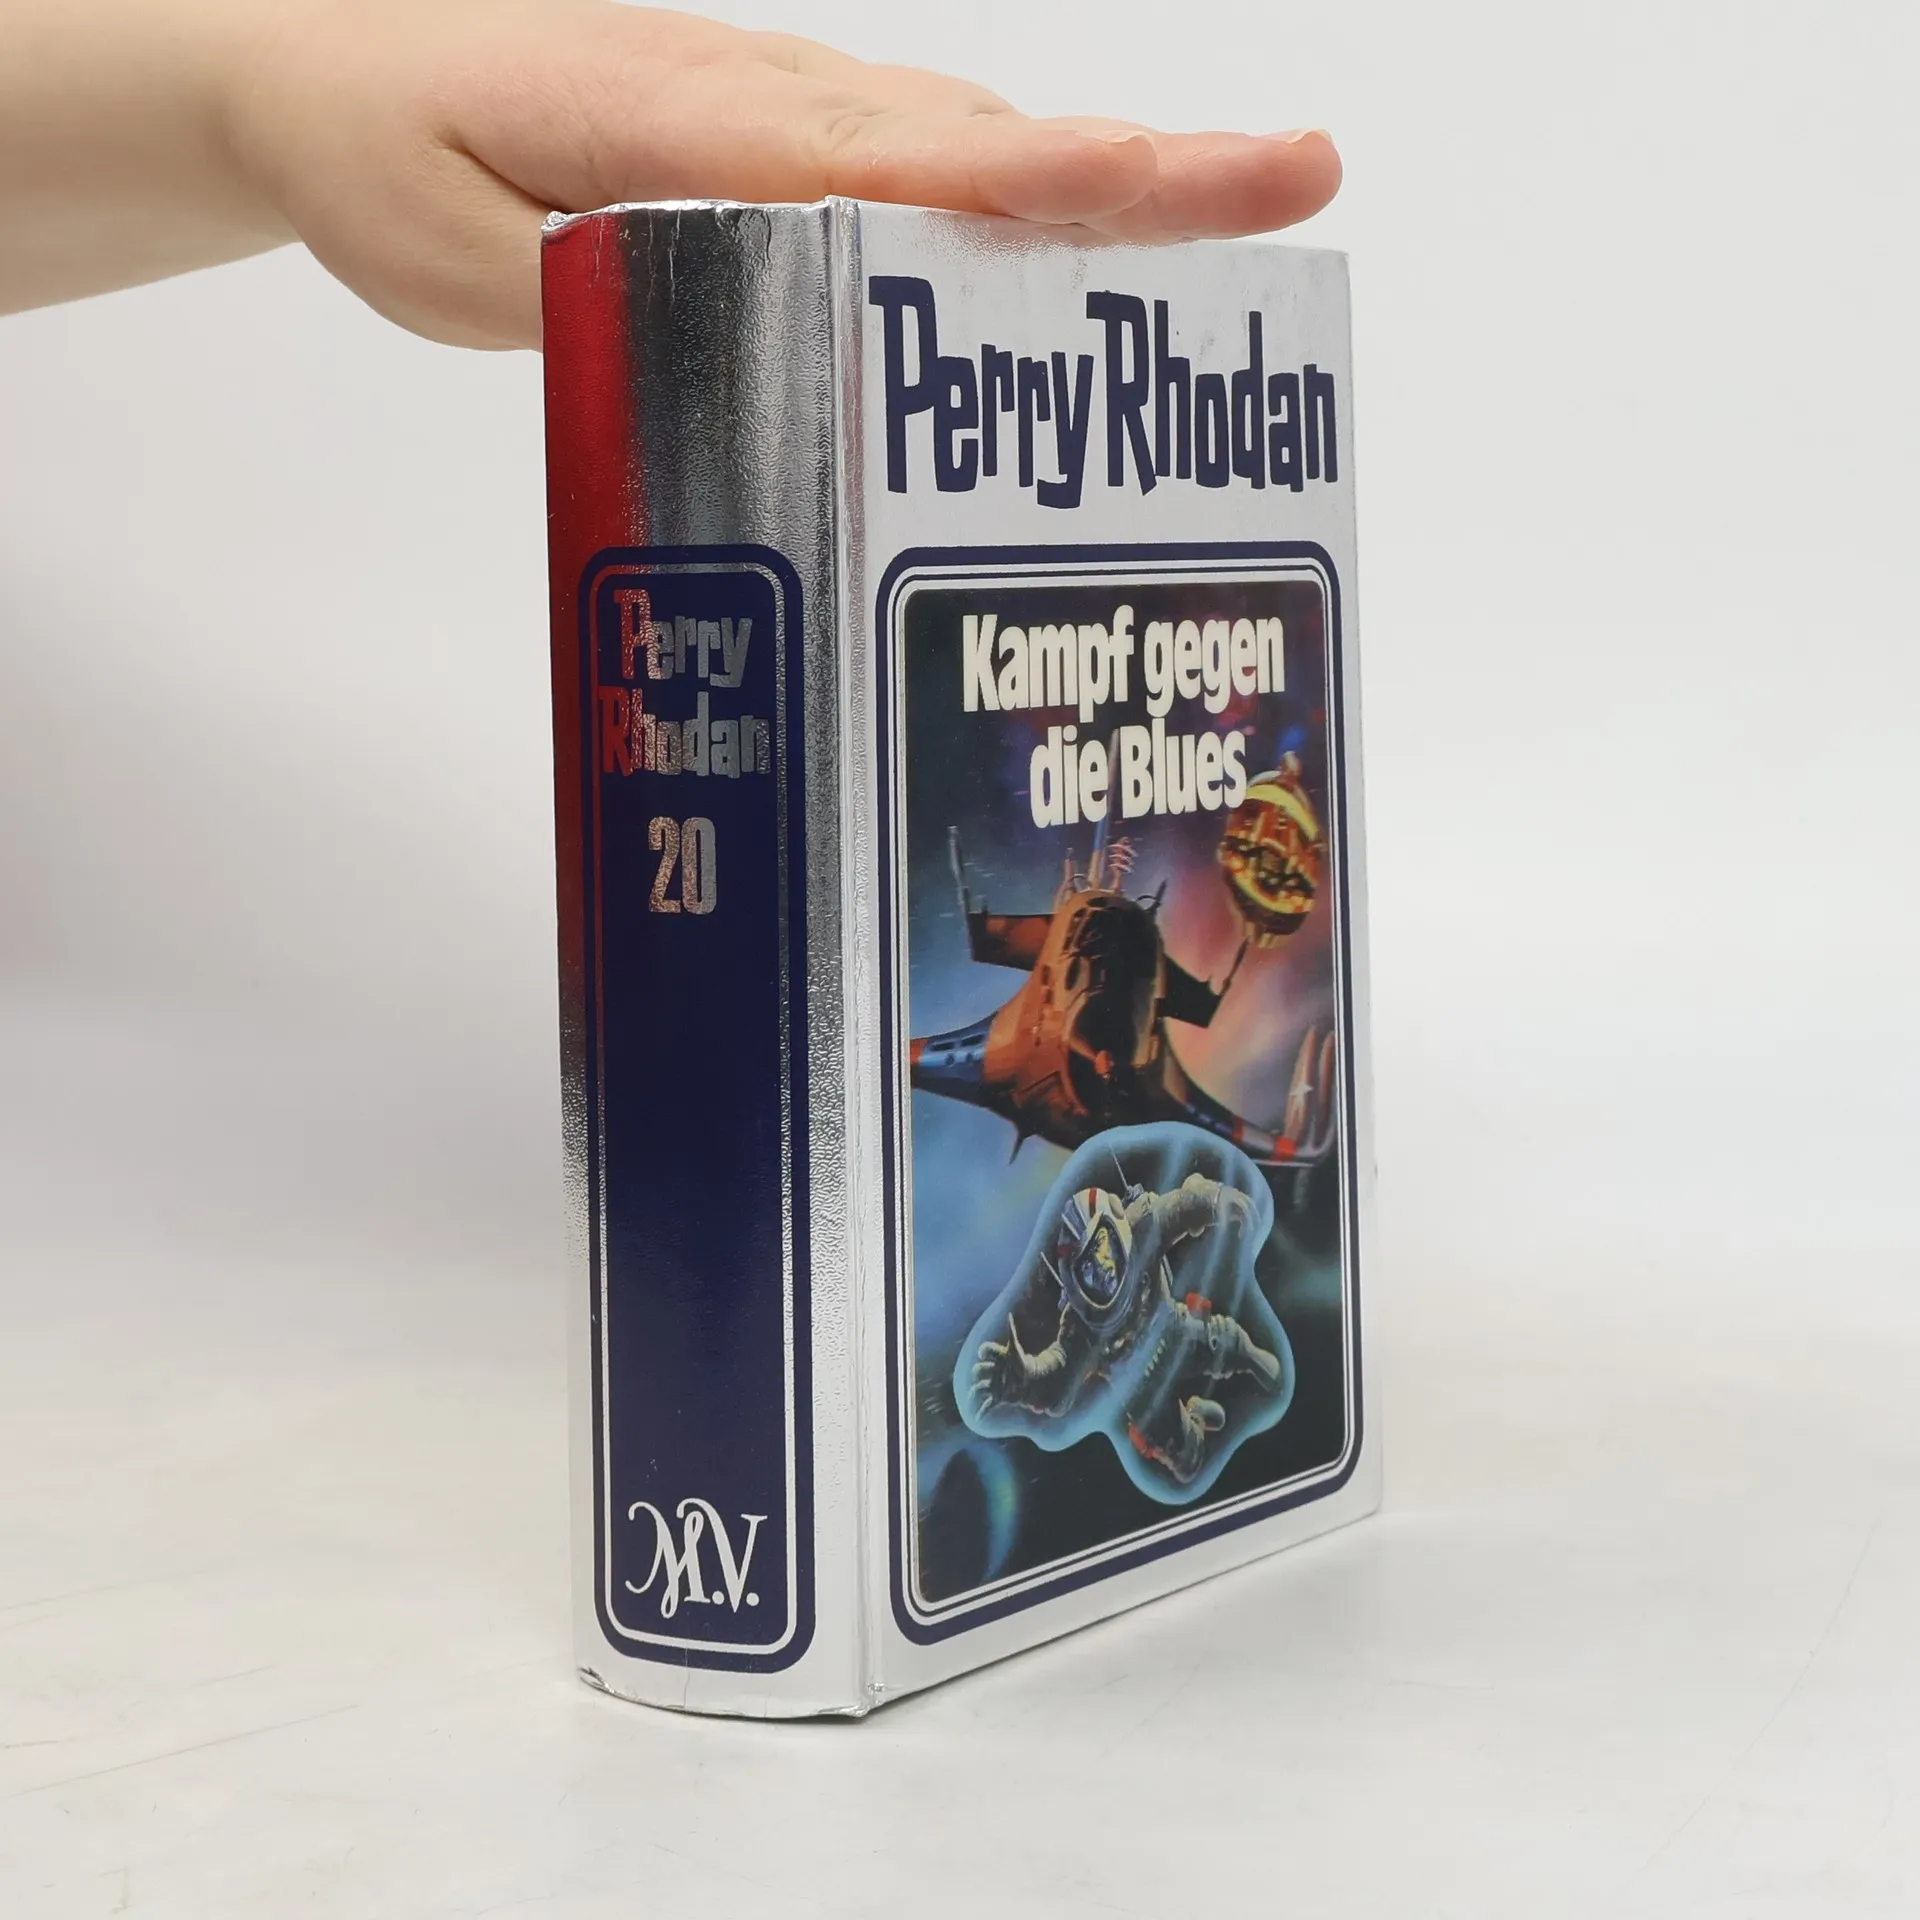 Perry
Rhodan
20
M.V.
Perry Rhodan
Kampf gegen
die Blues